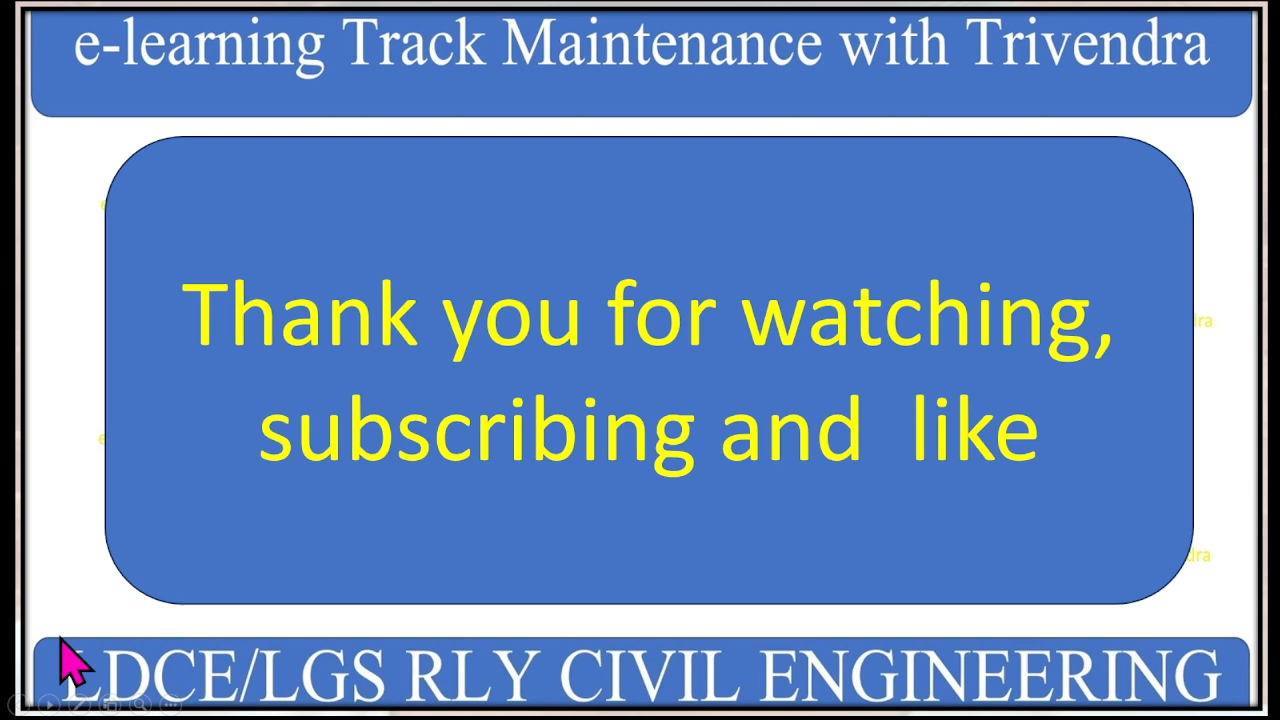 e-learning Track Maintenance with Trivendra
Thank you for watching,
subscribing and like
LDCE/LGS RLY CIVIL ENGINEERING